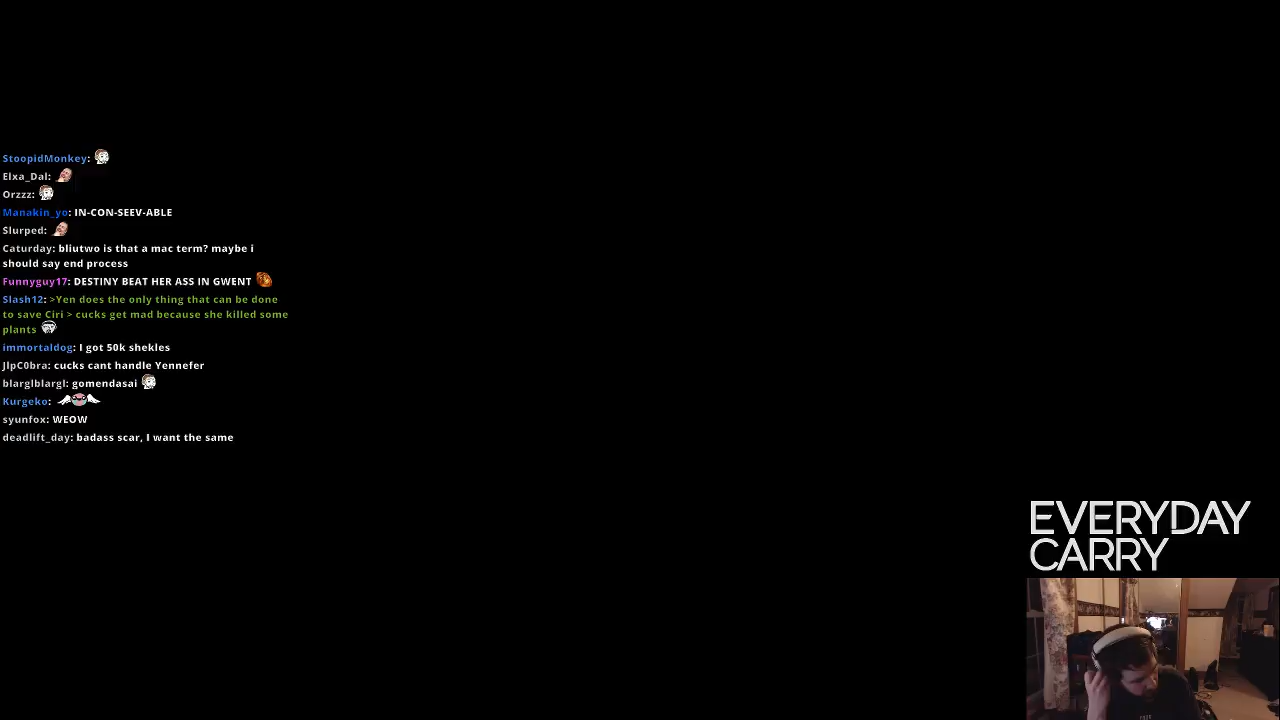 StoopidMonkey:
Elxa_Dal:
Orzzz:
Manakin_yo: IN-CON-SEEV-ABLE
Slurped:
Caturday: bliutwo is that a mac term? maybe i
should say end process
Funnyguy17: DESTINY BEAT HER ASS IN GWENT
Slash12: >Yen does the only thing that can be done
to save Ciri > cucks get mad because she killed some
plants
immortaldog: I got 50k shekles
JlpC0bra: cucks cant handle Yennefer
blarglblargl: gomendasai
Kurgeko:
syunfox: WEOW
deadlift_day: badass scar, I want the same
EVERYDAY
CARRY